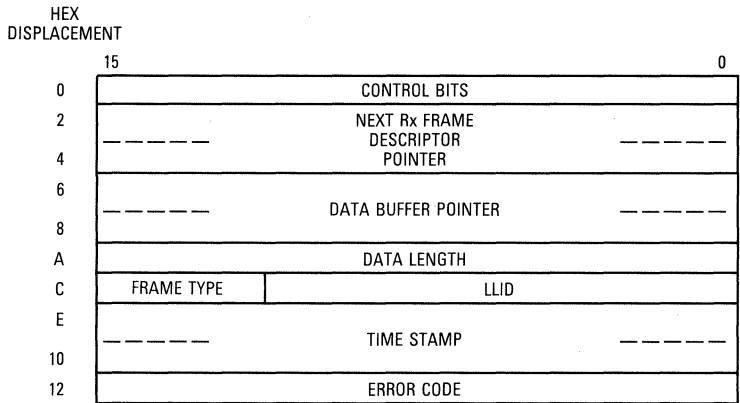 HEX
DISPLACEMENT
15 0
0 CONTROL BITS
2 NEXT Rx FRAME
DESCRIPTOR
4 POINTER
6
DATA BUFFER POINTER
8
A DATA LENGTH
C FRAME TYPE LLID
E
TIME STAMP
10
12 ERROR CODE